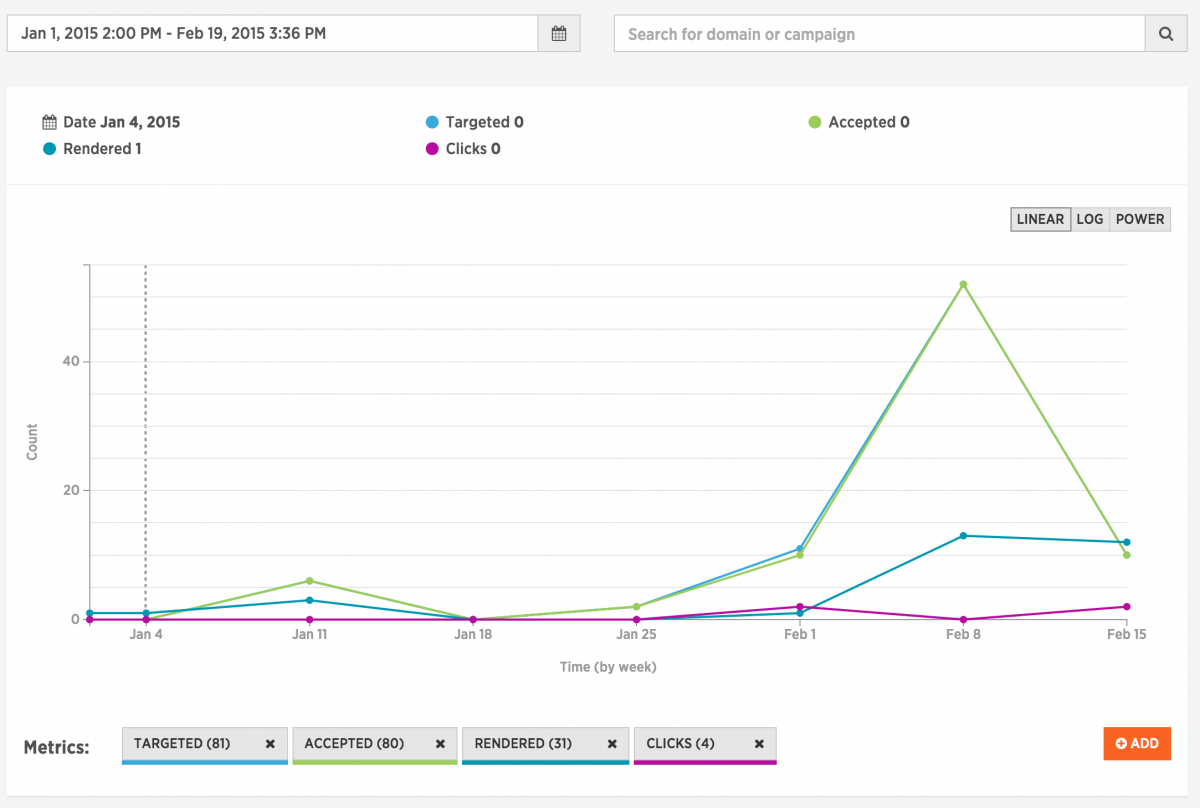 Jan 1, 2015 2:00 PM - Feb 19, 2015 3:36 PM
Search for domain or campaign
Date Jan 4, 2015
Targeted 0
Accepted 0
Rendered 1
Clicks 0
LINEAR LOG POWER
40
20
0
Count
Jan 4 Jan 11 Jan 18 Jan 25 Feb 1 Feb 8 Feb 15
Time (by week)
Metrics:
TARGETED (81)
ACCEPTED (80)
RENDERED (31)
CLICKS (4)
ADD